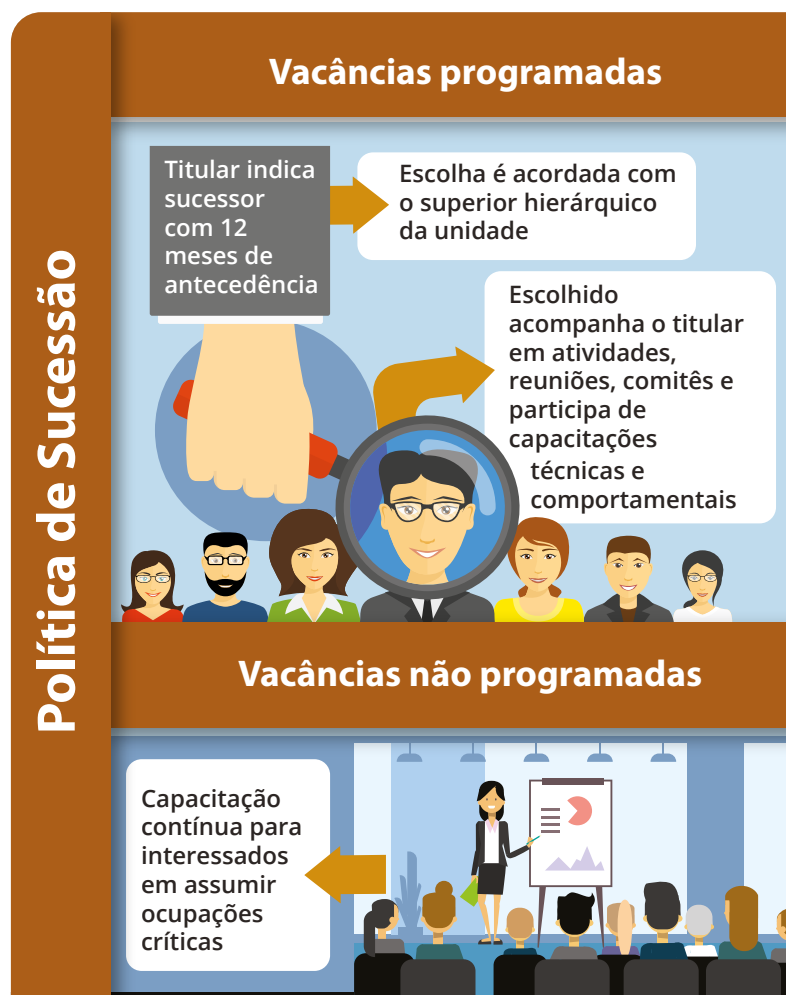 Política de Sucessão
Vacâncias programadas
Titular indica
sucessor
com 12
meses de
antecedência
Escolha é acordada com
o superior hierárquico
da unidade
Escolhido
acompanha o titular
em atividades,
reuniões, comitês e
participa de
capacitações
técnicas e
comportamentais
Vacâncias não programadas
Capacitação
contínua para
interessados
em assumir
ocupações
críticas